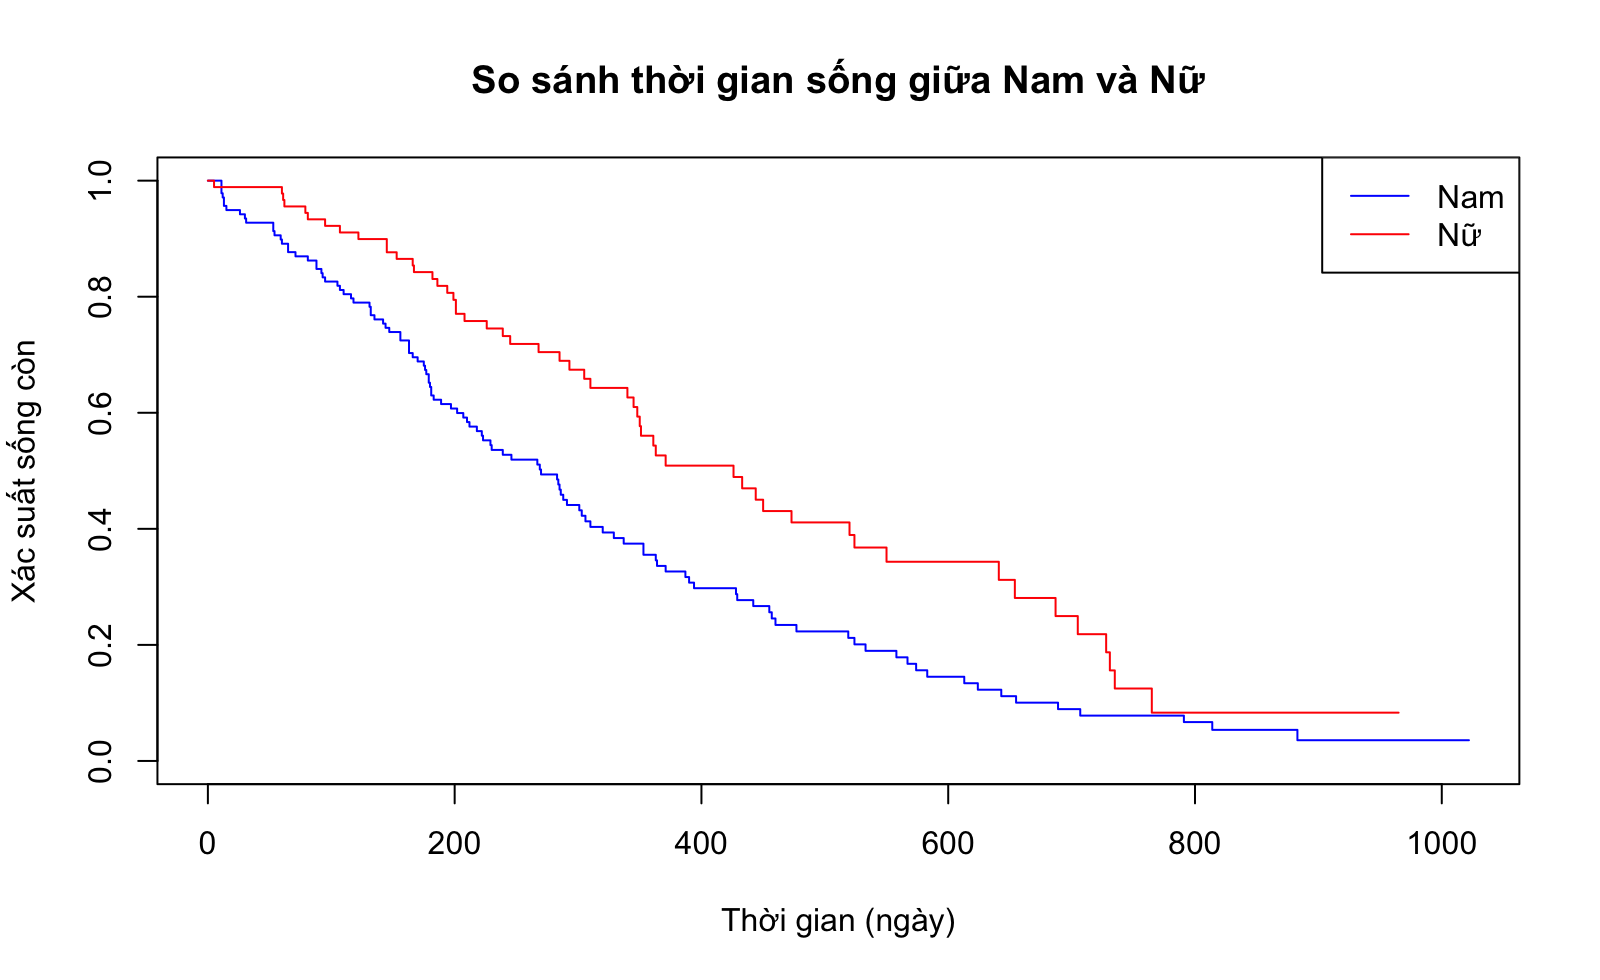 So sánh thời gian sống giữa Nam và Nữ
Nam
Nữ
Xác suất sống còn
1.0
0.8
0.6
0.4
0.2
0.0
0 200 400 600 800 1000
Thời gian (ngày)